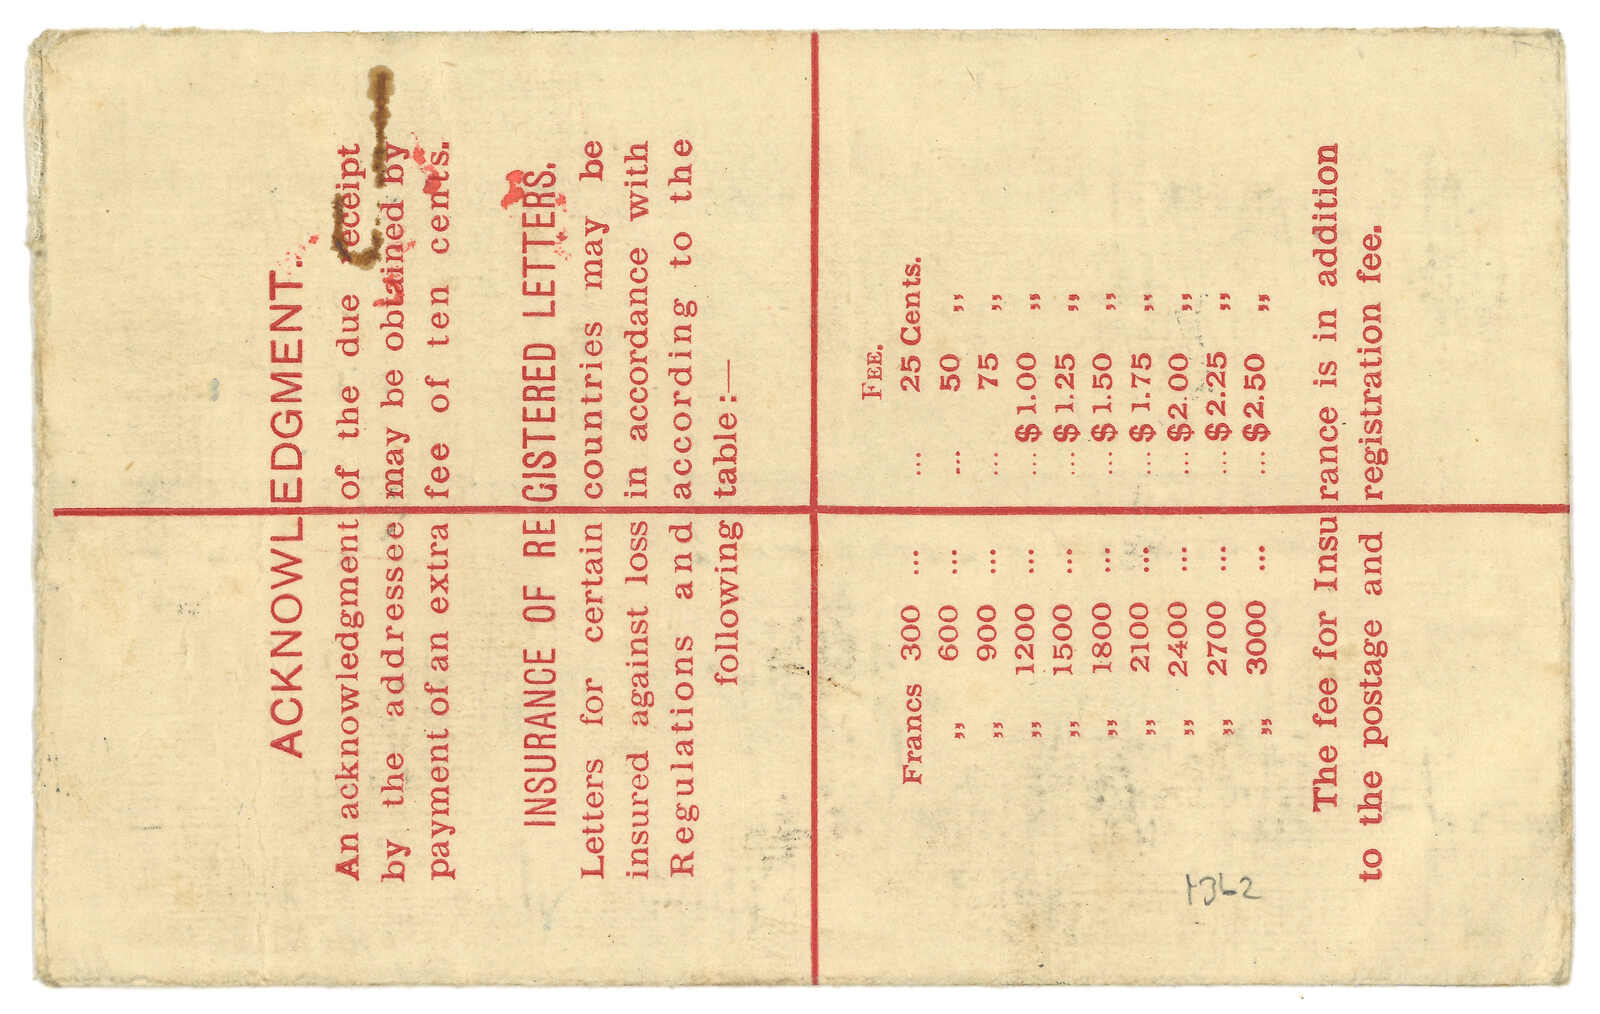 ACKNOWLEDGMENT.
An acknowledgment of the due receipt
by the addressee may be obtained by
payment of an extra fee of ten cents.
INSURANCE OF REGISTERED LETTERS.
Letters for certain countries may be
insured against loss in accordance with
Regulations and according to the
following table:—
FEE.
Francs 300 ... ... 25 Cents.
„ 600 ... ... 50 „
„ 900 ... ... 75 „
„ 1200 ... ... $1.00 „
„ 1500 ... ... $1.25 „
„ 1800 ... ... $1.50 „
„ 2100 ... ... $1.75 „
„ 2400 ... ... $2.00 „
„ 2700 ... ... $2.25 „
„ 3000 ... ... $2.50 „
The fee for Insurance is in addition
to the postage and registration fee.
1362